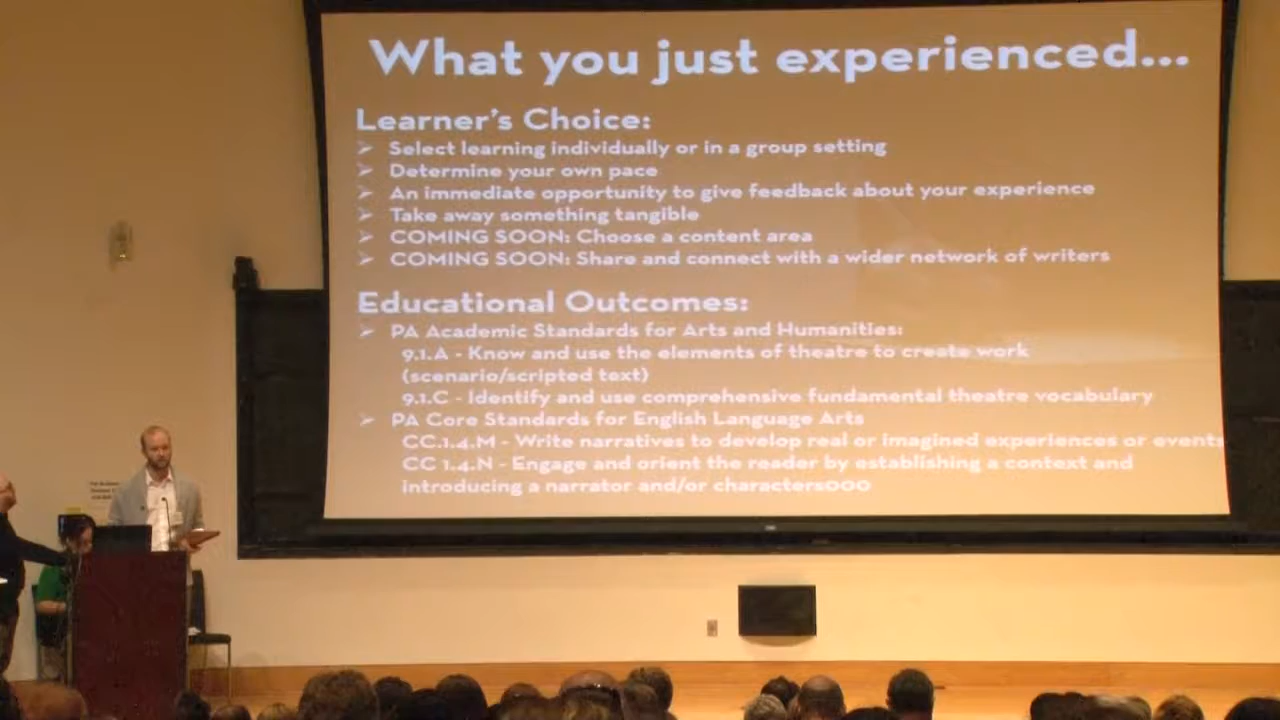 What you just experienced...
Learner's Choice:
➢ Select learning individually or in a group setting
➢ Determine your own pace
➢ An immediate opportunity to give feedback about your experience
➢ Take away something tangible
➢ COMING SOON: Choose a content area
➢ COMING SOON: Share and connect with a wider network of writers
Educational Outcomes:
➢ PA Academic Standards for Arts and Humanities:
9.1.A - Know and use the elements of theatre to create work
(scenario/scripted text)
9.1.C - Identify and use comprehensive fundamental theatre vocabulary
➢ PA Core Standards for English Language Arts
CC.1.4.M - Write narratives to develop real or imagined experiences or events
CC 1.4.N - Engage and orient the reader by establishing a context and
introducing a narrator and/or characters000